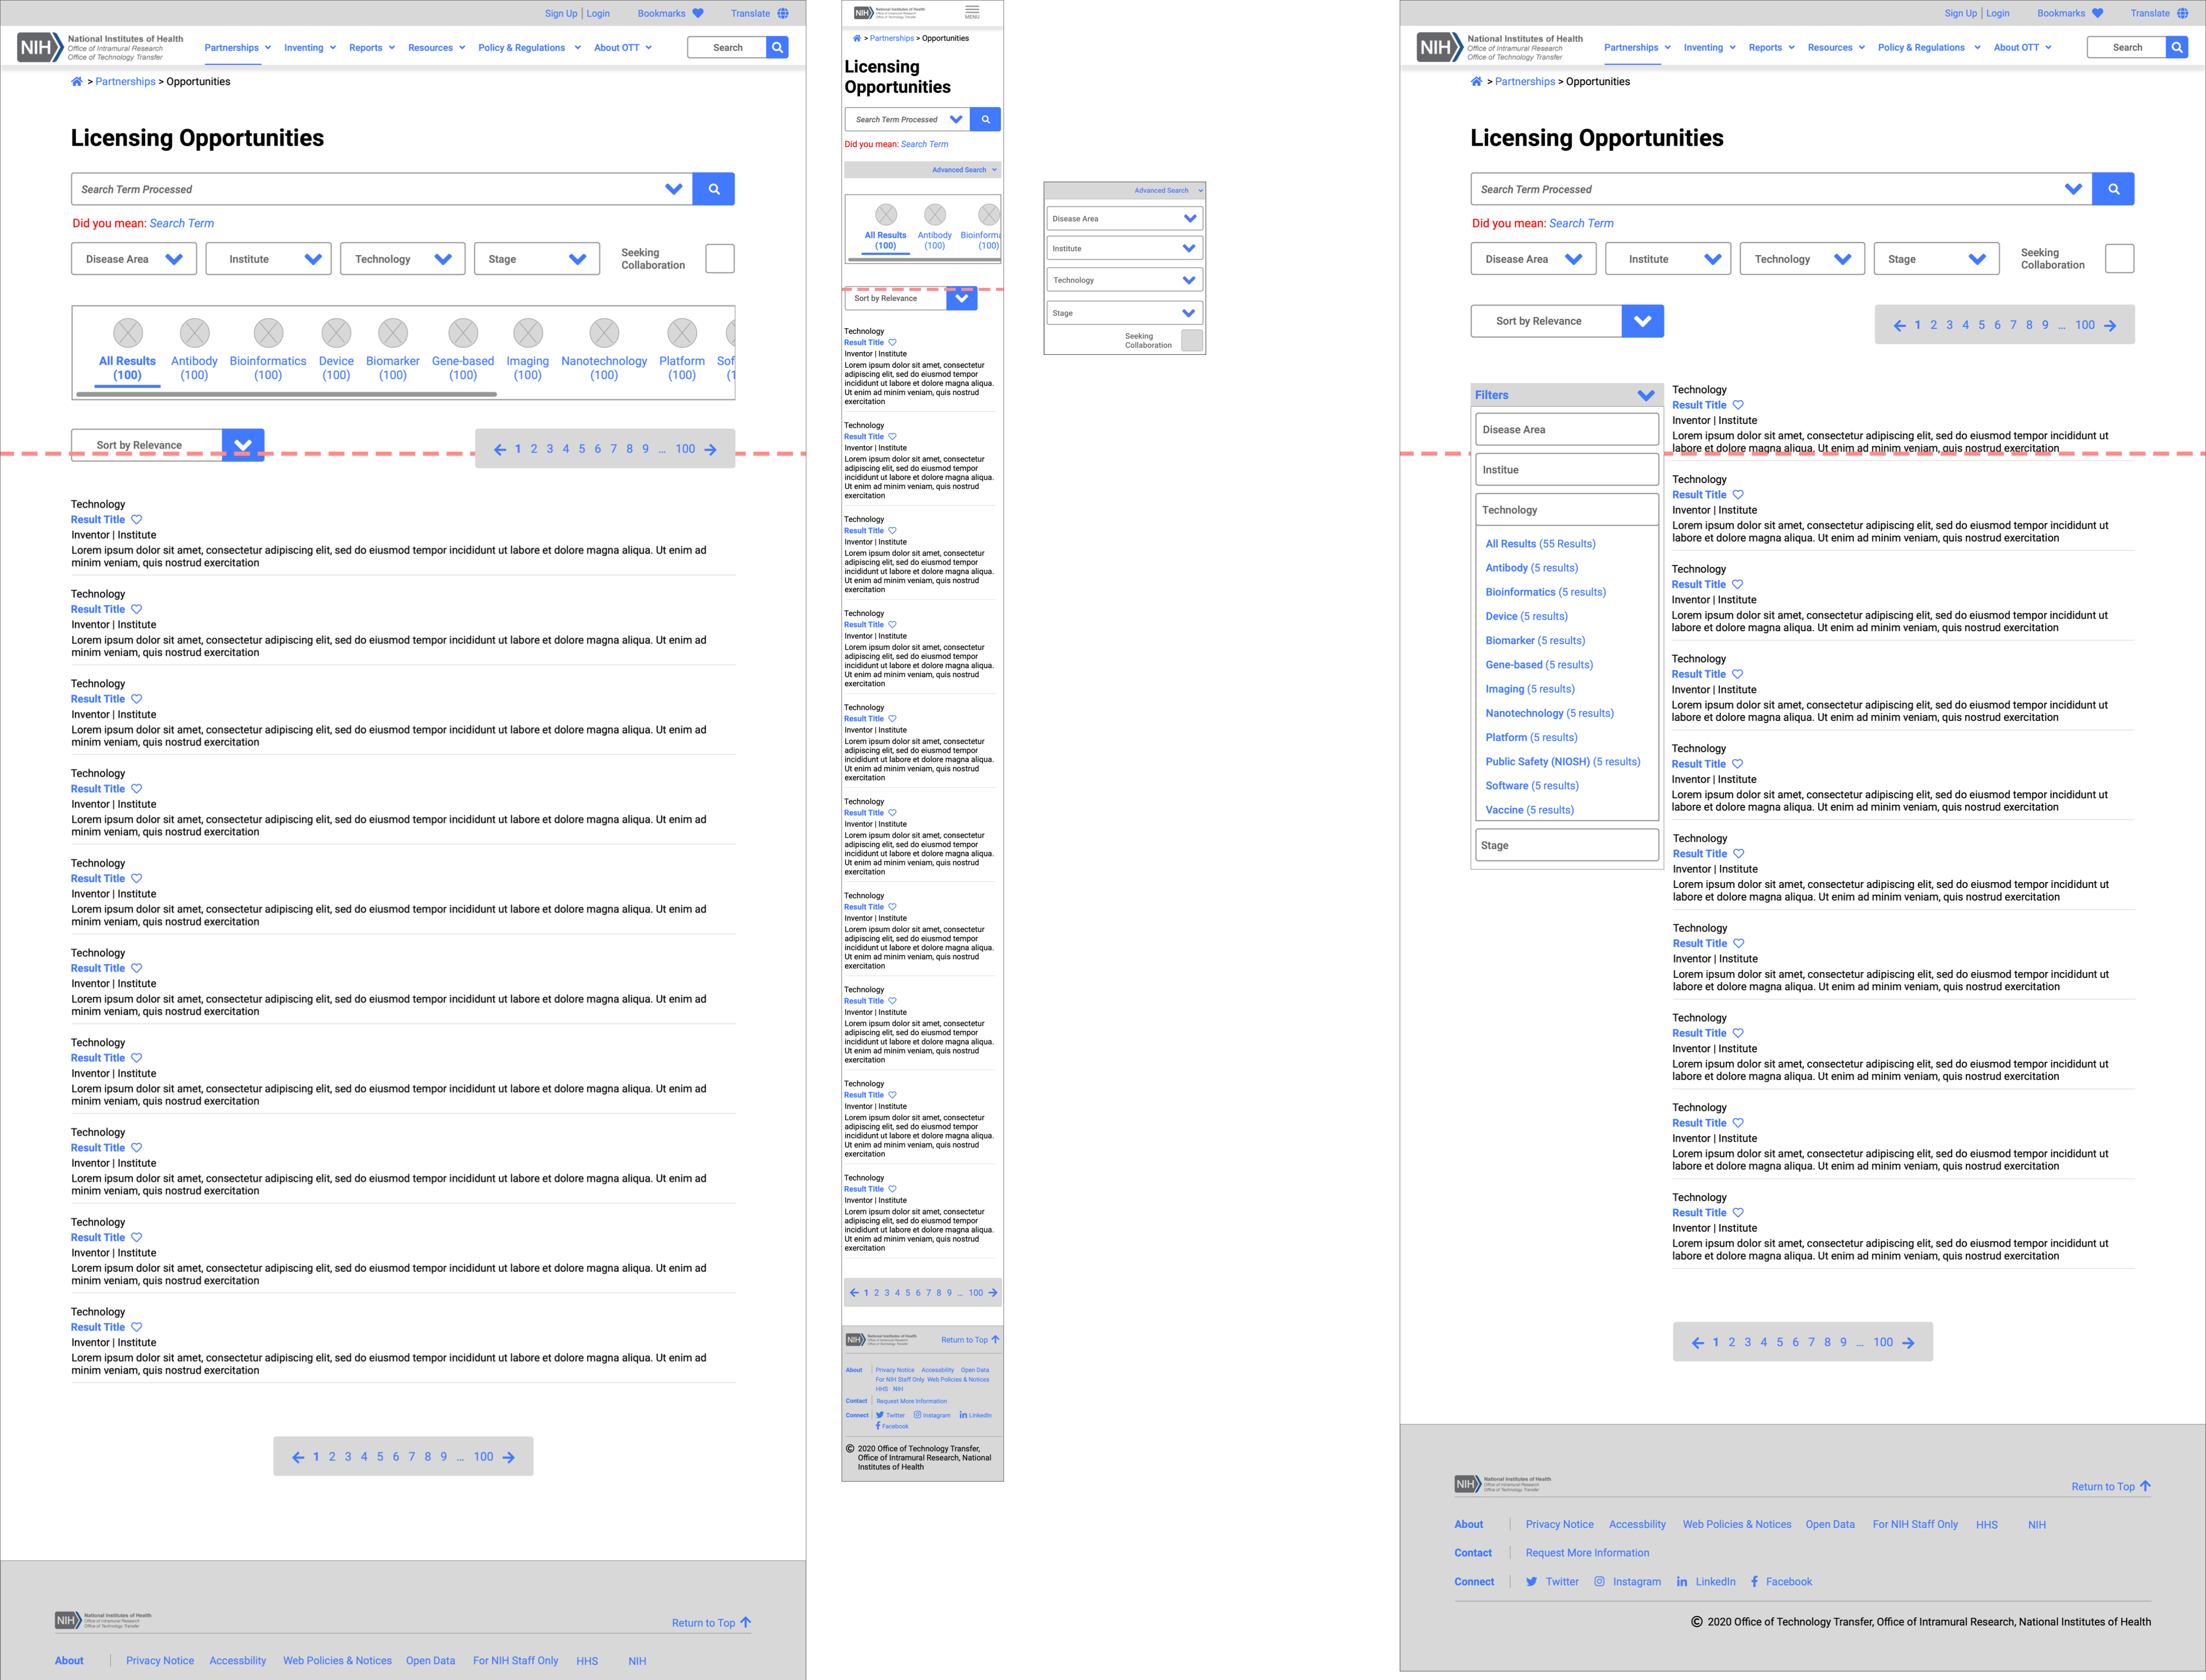 Sign Up | Login Bookmarks Translate
NIH National Institutes of Health
Office of Intramural Research
Office of Technology Transfer
Partnerships Inventing Reports Resources Policy & Regulations About OTT Search
> Partnerships > Opportunities
Licensing Opportunities
Search Term Processed
Did you mean: Search Term
Disease Area Institute Technology Stage Seeking
Collaboration
All Results Antibody Bioinformatics Device Biomarker Gene-based Imaging Nanotechnology Platform Sof
(100) (100) (100) (100) (100) (100) (100) (100) (100) (1
Sort by Relevance
1 2 3 4 5 6 7 8 9 ... 100
Technology
Result Title
Inventor | Institute
Lorem ipsum dolor sit amet, consectetur adipiscing elit, sed do eiusmod tempor incididunt ut labore et dolore magna aliqua. Ut enim ad
minim veniam, quis nostrud exercitation
Technology
Result Title
Inventor | Institute
Lorem ipsum dolor sit amet, consectetur adipiscing elit, sed do eiusmod tempor incididunt ut labore et dolore magna aliqua. Ut enim ad
minim veniam, quis nostrud exercitation
Technology
Result Title
Inventor | Institute
Lorem ipsum dolor sit amet, consectetur adipiscing elit, sed do eiusmod tempor incididunt ut labore et dolore magna aliqua. Ut enim ad
minim veniam, quis nostrud exercitation
Technology
Result Title
Inventor | Institute
Lorem ipsum dolor sit amet, consectetur adipiscing elit, sed do eiusmod tempor incididunt ut labore et dolore magna aliqua. Ut enim ad
minim veniam, quis nostrud exercitation
Technology
Result Title
Inventor | Institute
Lorem ipsum dolor sit amet, consectetur adipiscing elit, sed do eiusmod tempor incididunt ut labore et dolore magna aliqua. Ut enim ad
minim veniam, quis nostrud exercitation
Technology
Result Title
Inventor | Institute
Lorem ipsum dolor sit amet, consectetur adipiscing elit, sed do eiusmod tempor incididunt ut labore et dolore magna aliqua. Ut enim ad
minim veniam, quis nostrud exercitation
Technology
Result Title
Inventor | Institute
Lorem ipsum dolor sit amet, consectetur adipiscing elit, sed do eiusmod tempor incididunt ut labore et dolore magna aliqua. Ut enim ad
minim veniam, quis nostrud exercitation
Technology
Result Title
Inventor | Institute
Lorem ipsum dolor sit amet, consectetur adipiscing elit, sed do eiusmod tempor incididunt ut labore et dolore magna aliqua. Ut enim ad
minim veniam, quis nostrud exercitation
Technology
Result Title
Inventor | Institute
Lorem ipsum dolor sit amet, consectetur adipiscing elit, sed do eiusmod tempor incididunt ut labore et dolore magna aliqua. Ut enim ad
minim veniam, quis nostrud exercitation
Technology
Result Title
Inventor | Institute
Lorem ipsum dolor sit amet, consectetur adipiscing elit, sed do eiusmod tempor incididunt ut labore et dolore magna aliqua. Ut enim ad
minim veniam, quis nostrud exercitation
1 2 3 4 5 6 7 8 9 ... 100
NIH National Institutes of Health
Office of Intramural Research
Office of Technology Transfer
Return to Top
About Privacy Notice Accessbility Web Policies & Notices Open Data For NIH Staff Only HHS NIH
NIH National Institutes of Health
Office of Intramural Research
Office of Technology Transfer
MENU
> Partnerships > Opportunities
Licensing
Opportunities
Search Term Processed
Did you mean: Search Term
Advanced Search
All Results Antibody Bioinforma
(100) (100) (100)
Sort by Relevance
Technology
Result Title
Inventor | Institute
Lorem ipsum dolor sit amet, consectetur
adipiscing elit, sed do eiusmod tempor
incididunt ut labore et dolore magna aliqua.
Ut enim ad minim veniam, quis nostrud
exercitation
Technology
Result Title
Inventor | Institute
Lorem ipsum dolor sit amet, consectetur
adipiscing elit, sed do eiusmod tempor
incididunt ut labore et dolore magna aliqua.
Ut enim ad minim veniam, quis nostrud
exercitation
Technology
Result Title
Inventor | Institute
Lorem ipsum dolor sit amet, consectetur
adipiscing elit, sed do eiusmod tempor
incididunt ut labore et dolore magna aliqua.
Ut enim ad minim veniam, quis nostrud
exercitation
Technology
Result Title
Inventor | Institute
Lorem ipsum dolor sit amet, consectetur
adipiscing elit, sed do eiusmod tempor
incididunt ut labore et dolore magna aliqua.
Ut enim ad minim veniam, quis nostrud
exercitation
Technology
Result Title
Inventor | Institute
Lorem ipsum dolor sit amet, consectetur
adipiscing elit, sed do eiusmod tempor
incididunt ut labore et dolore magna aliqua.
Ut enim ad minim veniam, quis nostrud
exercitation
Technology
Result Title
Inventor | Institute
Lorem ipsum dolor sit amet, consectetur
adipiscing elit, sed do eiusmod tempor
incididunt ut labore et dolore magna aliqua.
Ut enim ad minim veniam, quis nostrud
exercitation
Technology
Result Title
Inventor | Institute
Lorem ipsum dolor sit amet, consectetur
adipiscing elit, sed do eiusmod tempor
incididunt ut labore et dolore magna aliqua.
Ut enim ad minim veniam, quis nostrud
exercitation
Technology
Result Title
Inventor | Institute
Lorem ipsum dolor sit amet, consectetur
adipiscing elit, sed do eiusmod tempor
incididunt ut labore et dolore magna aliqua.
Ut enim ad minim veniam, quis nostrud
exercitation
Technology
Result Title
Inventor | Institute
Lorem ipsum dolor sit amet, consectetur
adipiscing elit, sed do eiusmod tempor
incididunt ut labore et dolore magna aliqua.
Ut enim ad minim veniam, quis nostrud
exercitation
Technology
Result Title
Inventor | Institute
Lorem ipsum dolor sit amet, consectetur
adipiscing elit, sed do eiusmod tempor
incididunt ut labore et dolore magna aliqua.
Ut enim ad minim veniam, quis nostrud
exercitation
1 2 3 4 5 6 7 8 9 ... 100
NIH National Institutes of Health
Office of Intramural Research
Office of Technology Transfer
Return to Top
About Privacy Notice Accessbility Open Data
For NIH Staff Only Web Policies & Notices
HHS NIH
Contact Request More Information
Connect Twitter Instagram LinkedIn
Facebook
© 2020 Office of Technology Transfer,
Office of Intramural Research, National
Institutes of Health
Advanced Search
Disease Area
Institute
Technology
Stage
Seeking
Collaboration
Sign Up | Login Bookmarks Translate
NIH National Institutes of Health
Office of Intramural Research
Office of Technology Transfer
Partnerships Inventing Reports Resources Policy & Regulations About OTT Search
> Partnerships > Opportunities
Licensing Opportunities
Search Term Processed
Did you mean: Search Term
Disease Area Institute Technology Stage Seeking
Collaboration
Sort by Relevance
1 2 3 4 5 6 7 8 9 ... 100
Filters
Disease Area
Institue
Technology
All Results (55 Results)
Antibody (5 results)
Bioinformatics (5 results)
Device (5 results)
Biomarker (5 results)
Gene-based (5 results)
Imaging (5 results)
Nanotechnology (5 results)
Platform (5 results)
Public Safety (NIOSH) (5 results)
Software (5 results)
Vaccine (5 results)
Stage
Technology
Result Title
Inventor | Institute
Lorem ipsum dolor sit amet, consectetur adipiscing elit, sed do eiusmod tempor incididunt ut
labore et dolore magna aliqua. Ut enim ad minim veniam, quis nostrud exercitation
Technology
Result Title
Inventor | Institute
Lorem ipsum dolor sit amet, consectetur adipiscing elit, sed do eiusmod tempor incididunt ut
labore et dolore magna aliqua. Ut enim ad minim veniam, quis nostrud exercitation
Technology
Result Title
Inventor | Institute
Lorem ipsum dolor sit amet, consectetur adipiscing elit, sed do eiusmod tempor incididunt ut
labore et dolore magna aliqua. Ut enim ad minim veniam, quis nostrud exercitation
Technology
Result Title
Inventor | Institute
Lorem ipsum dolor sit amet, consectetur adipiscing elit, sed do eiusmod tempor incididunt ut
labore et dolore magna aliqua. Ut enim ad minim veniam, quis nostrud exercitation
Technology
Result Title
Inventor | Institute
Lorem ipsum dolor sit amet, consectetur adipiscing elit, sed do eiusmod tempor incididunt ut
labore et dolore magna aliqua. Ut enim ad minim veniam, quis nostrud exercitation
Technology
Result Title
Inventor | Institute
Lorem ipsum dolor sit amet, consectetur adipiscing elit, sed do eiusmod tempor incididunt ut
labore et dolore magna aliqua. Ut enim ad minim veniam, quis nostrud exercitation
Technology
Result Title
Inventor | Institute
Lorem ipsum dolor sit amet, consectetur adipiscing elit, sed do eiusmod tempor incididunt ut
labore et dolore magna aliqua. Ut enim ad minim veniam, quis nostrud exercitation
Technology
Result Title
Inventor | Institute
Lorem ipsum dolor sit amet, consectetur adipiscing elit, sed do eiusmod tempor incididunt ut
labore et dolore magna aliqua. Ut enim ad minim veniam, quis nostrud exercitation
Technology
Result Title
Inventor | Institute
Lorem ipsum dolor sit amet, consectetur adipiscing elit, sed do eiusmod tempor incididunt ut
labore et dolore magna aliqua. Ut enim ad minim veniam, quis nostrud exercitation
Technology
Result Title
Inventor | Institute
Lorem ipsum dolor sit amet, consectetur adipiscing elit, sed do eiusmod tempor incididunt ut
labore et dolore magna aliqua. Ut enim ad minim veniam, quis nostrud exercitation
1 2 3 4 5 6 7 8 9 ... 100
NIH National Institutes of Health
Office of Intramural Research
Office of Technology Transfer
Return to Top
About Privacy Notice Accessbility Web Policies & Notices Open Data For NIH Staff Only HHS NIH
Contact Request More Information
Connect Twitter Instagram LinkedIn Facebook
© 2020 Office of Technology Transfer, Office of Intramural Research, National Institutes of Health